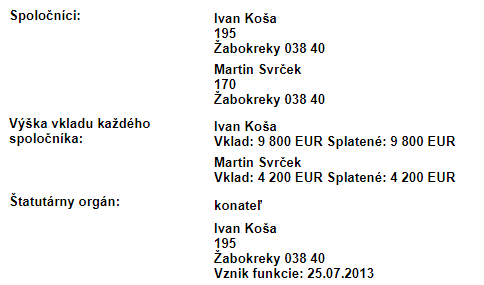 Spoločníci:
Ivan Koša
195
Žabokreky 038 40
Martin Svrček
170
Žabokreky 038 40
Výška vkladu každého
spoločníka:
Ivan Koša
Vklad: 9 800 EUR Splatené: 9 800 EUR
Martin Svrček
Vklad: 4 200 EUR Splatené: 4 200 EUR
Štatutárny orgán:
konateľ
Ivan Koša
195
Žabokreky 038 40
Vznik funkcie: 25.07.2013